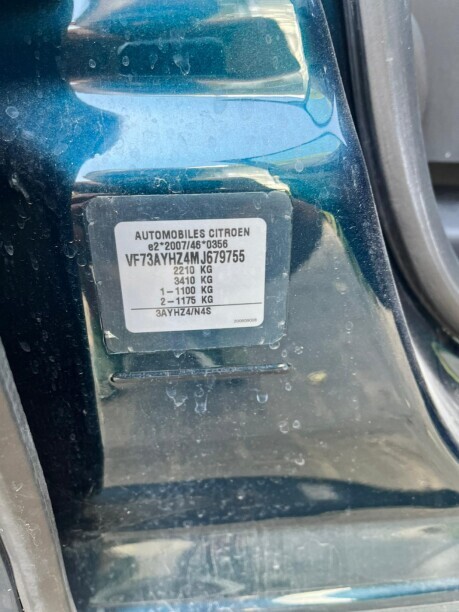 AUTOMOBILES CITROEN
e2*2007/46*0356
VF73AYHZ4MJ679755
2210 KG
3410 KG
1-1100 KG
2-1175 KG
3AYHZ4/N4S